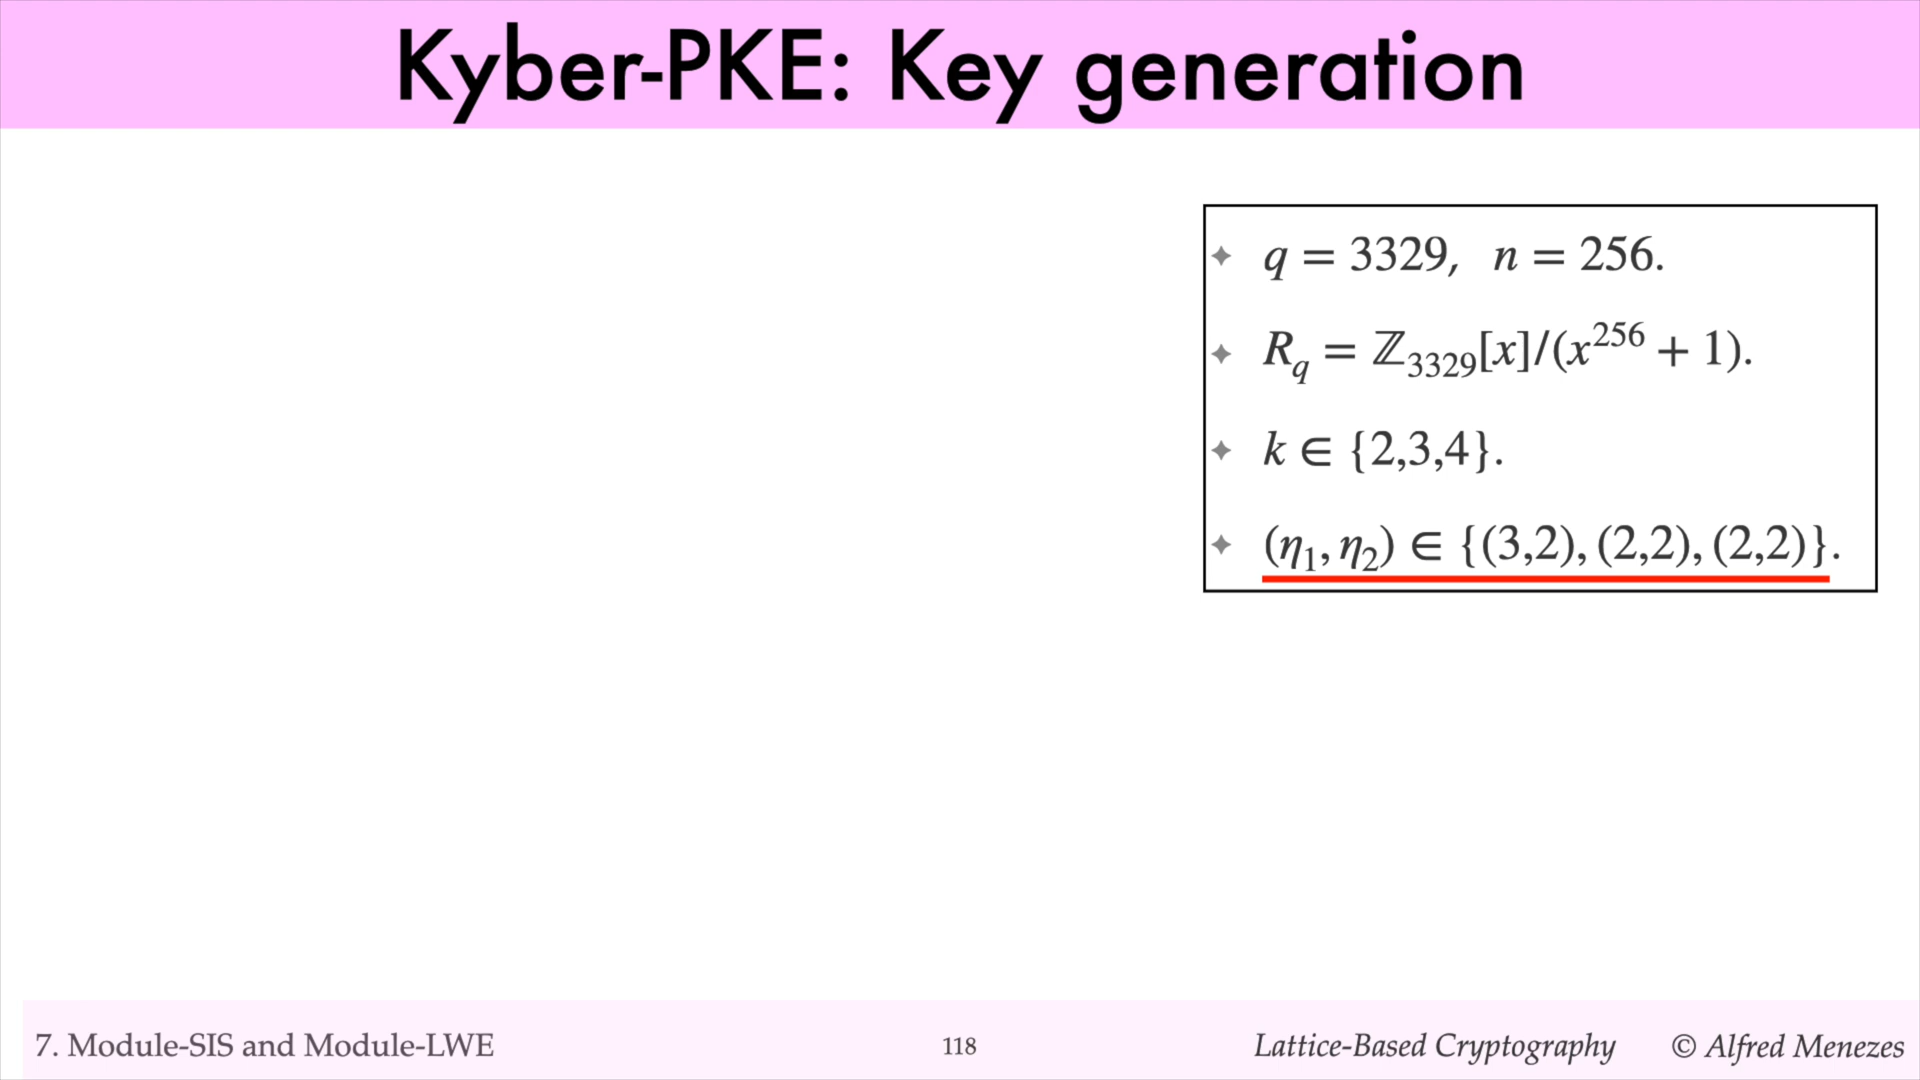 Kyber-PKE: Key generation
✦ q = 3329, n = 256.
✦ R_q = ℤ_3329[x]/(x^256 + 1).
✦ k ∈ {2,3,4}.
✦ (η_1, η_2) ∈ {(3,2), (2,2), (2,2)}.
7. Module-SIS and Module-LWE 118 Lattice-Based Cryptography © Alfred Menezes